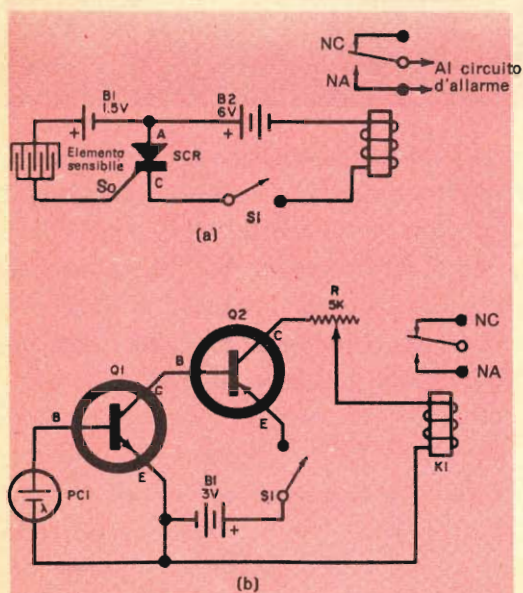 NC
Al circuito
d'allarme
NA
B1
1.5V
+
B2
6V
+
A
Elemento
sensibile
SCR
So
C
S1
(a)
R
5K
Q2
C
NC
B
NA
Q1
C
B
E
E
K1
PC1
λ
B1
3V
+
S1
(b)